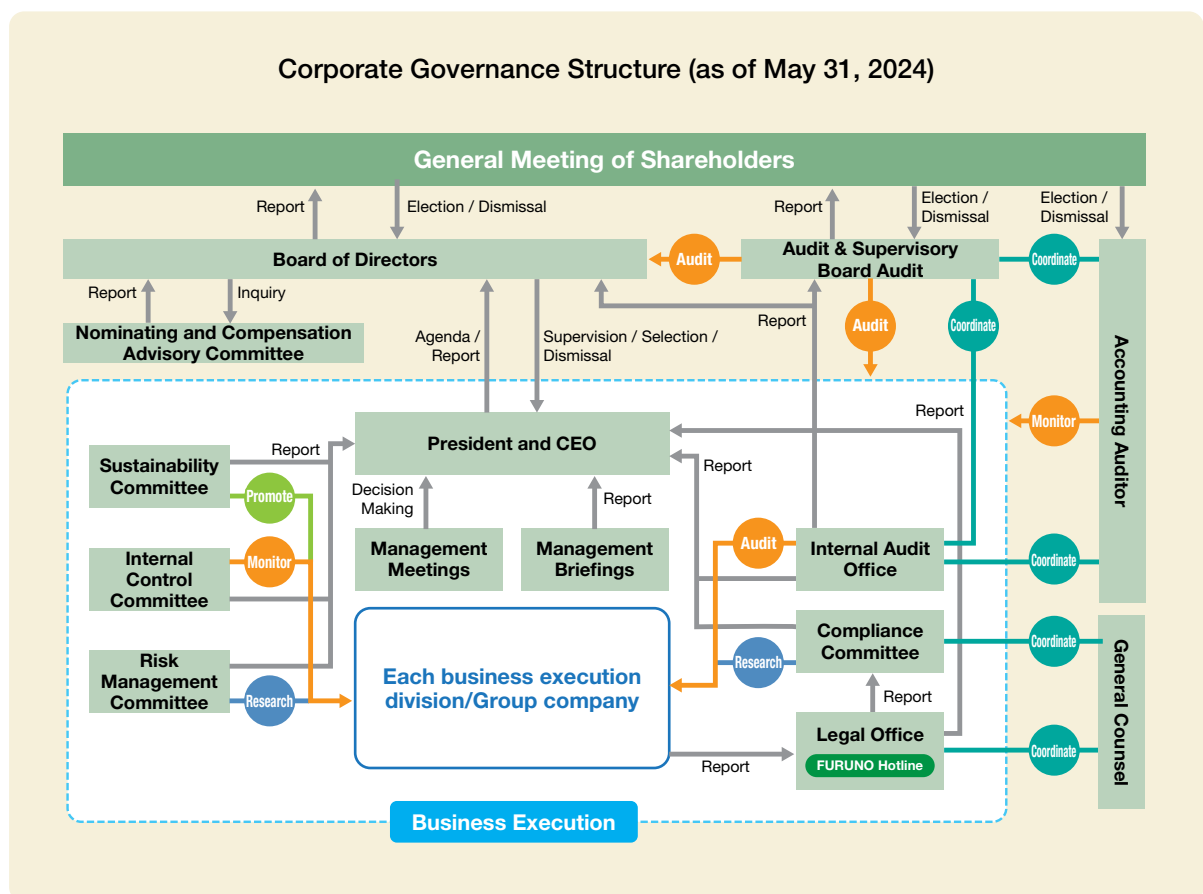 Corporate Governance Structure (as of May 31, 2024)
General Meeting of Shareholders
Report
Election / Dismissal
Report
Election /
Dismissal
Election /
Dismissal
Board of Directors
Audit
Audit & Supervisory
Board Audit
Coordinate
Report
Inquiry
Nominating and Compensation
Advisory Committee
Agenda /
Report
Supervision / Selection /
Dismissal
Report
Audit
Coordinate
Accounting Auditor
Report
Monitor
President and CEO
Sustainability
Committee
Report
Promote
Decision
Making
Report
Report
Internal
Control
Committee
Monitor
Management
Meetings
Management
Briefings
Audit
Internal Audit
Office
Coordinate
Risk
Management
Committee
Research
Each business execution
division/Group company
Research
Compliance
Committee
Coordinate
General Counsel
Report
Report
Legal Office
FURUNO Hotline
Coordinate
Business Execution